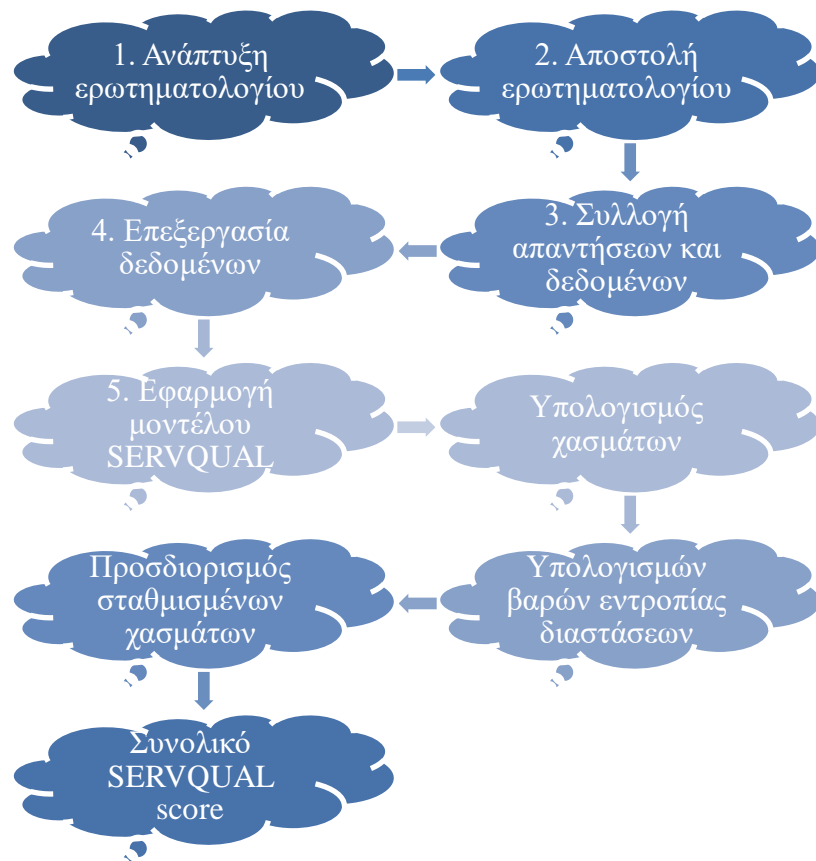 1. Ανάπτυξη
ερωτηματολογίου
2. Αποστολή
ερωτηματολογίου
3. Συλλογή
απαντήσεων και
δεδομένων
4. Επεξεργασία
δεδομένων
5. Εφαρμογή
μοντέλου
SERVQUAL
Υπολογισμός
χασμάτων
Υπολογισμών
βαρών εντροπίας
διαστάσεων
Προσδιορισμός
σταθμισμένων
χασμάτων
Συνολικό
SERVQUAL
score